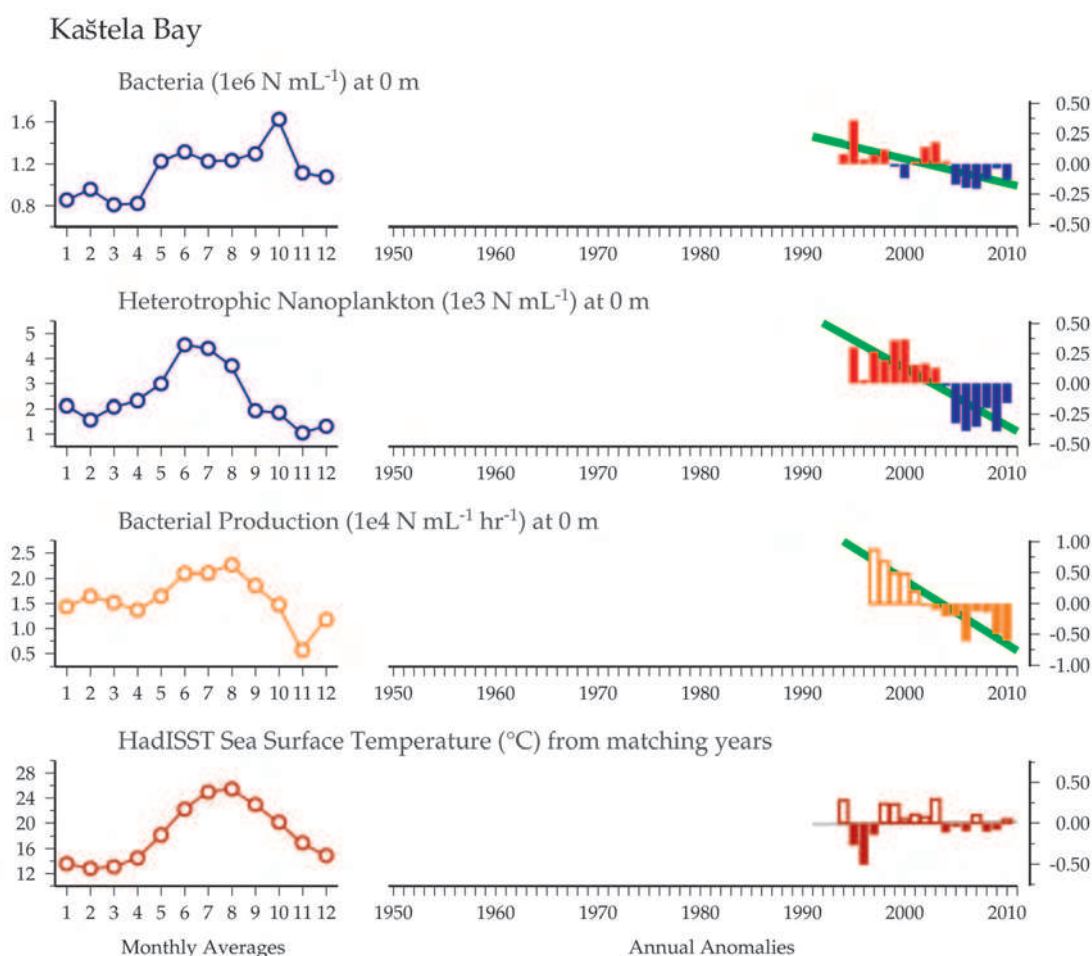 Kaštela Bay
Bacteria (1e6 N mL⁻¹) at 0 m
1.6
1.2
0.8
0.50
0.25
0.00
-0.25
-0.50
1 2 3 4 5 6 7 8 9 10 11 12
1950 1960 1970 1980 1990 2000 2010
Heterotrophic Nanoplankton (1e3 N mL⁻¹) at 0 m
5
4
3
2
1
0.50
0.25
0.00
-0.25
-0.50
1 2 3 4 5 6 7 8 9 10 11 12
1950 1960 1970 1980 1990 2000 2010
Bacterial Production (1e4 N mL⁻¹ hr⁻¹) at 0 m
2.5
2.0
1.5
1.0
0.5
1.00
0.50
0.00
-0.50
-1.00
1 2 3 4 5 6 7 8 9 10 11 12
1950 1960 1970 1980 1990 2000 2010
HadISST Sea Surface Temperature (°C) from matching years
28
24
20
16
12
0.50
0.00
-0.50
1 2 3 4 5 6 7 8 9 10 11 12
1950 1960 1970 1980 1990 2000 2010
Monthly Averages
Annual Anomalies